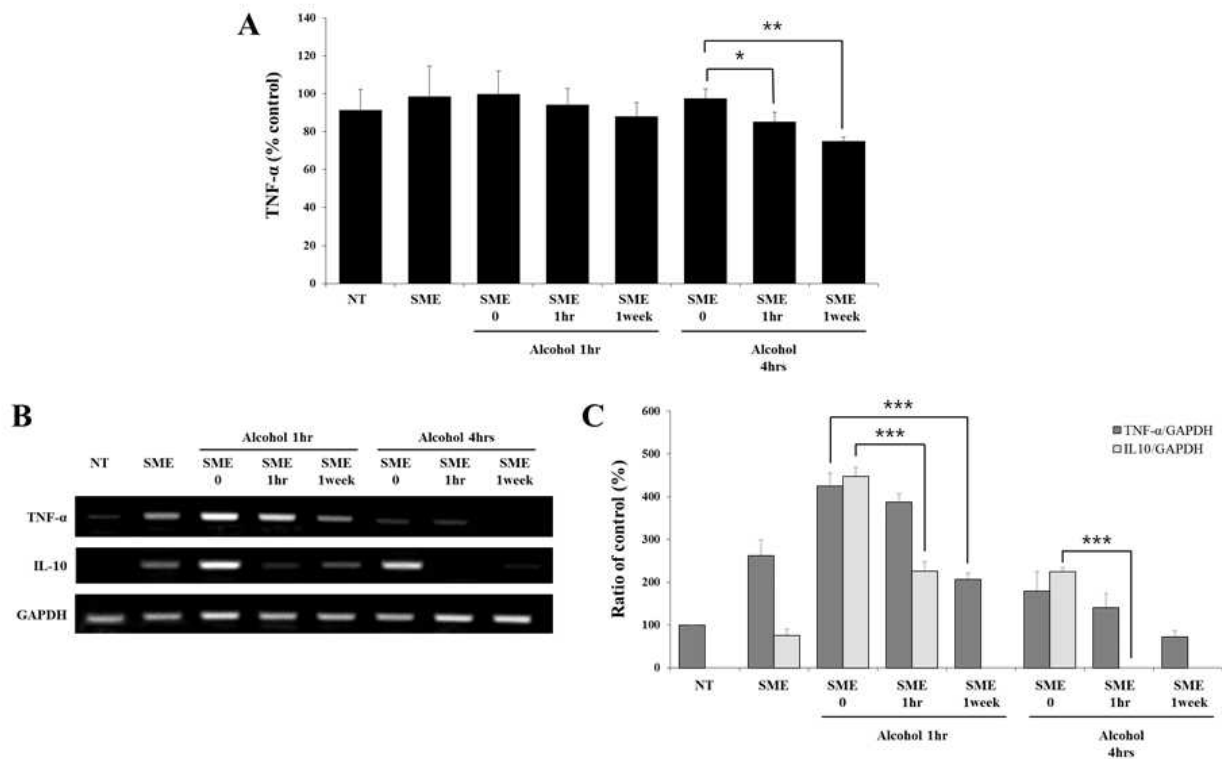 A
TNF-α (% control)
140
120
100
80
60
40
20
0
**
*
NT SME SME SME SME SME SME SME
0 1hr 1week 0 1hr 1week
Alcohol 1hr Alcohol
4hrs
B
Alcohol 1hr Alcohol 4hrs
NT SME SME SME SME SME SME SME
0 1hr 1week 0 1hr 1week
TNF-α
IL-10
GAPDH
C
Ratio of control (%)
600
500
400
300
200
100
0
***
***
***
TNF-α/GAPDH
IL10/GAPDH
NT SME SME SME SME SME SME SME
0 1hr 1week 0 1hr 1week
Alcohol 1hr Alcohol
4hrs